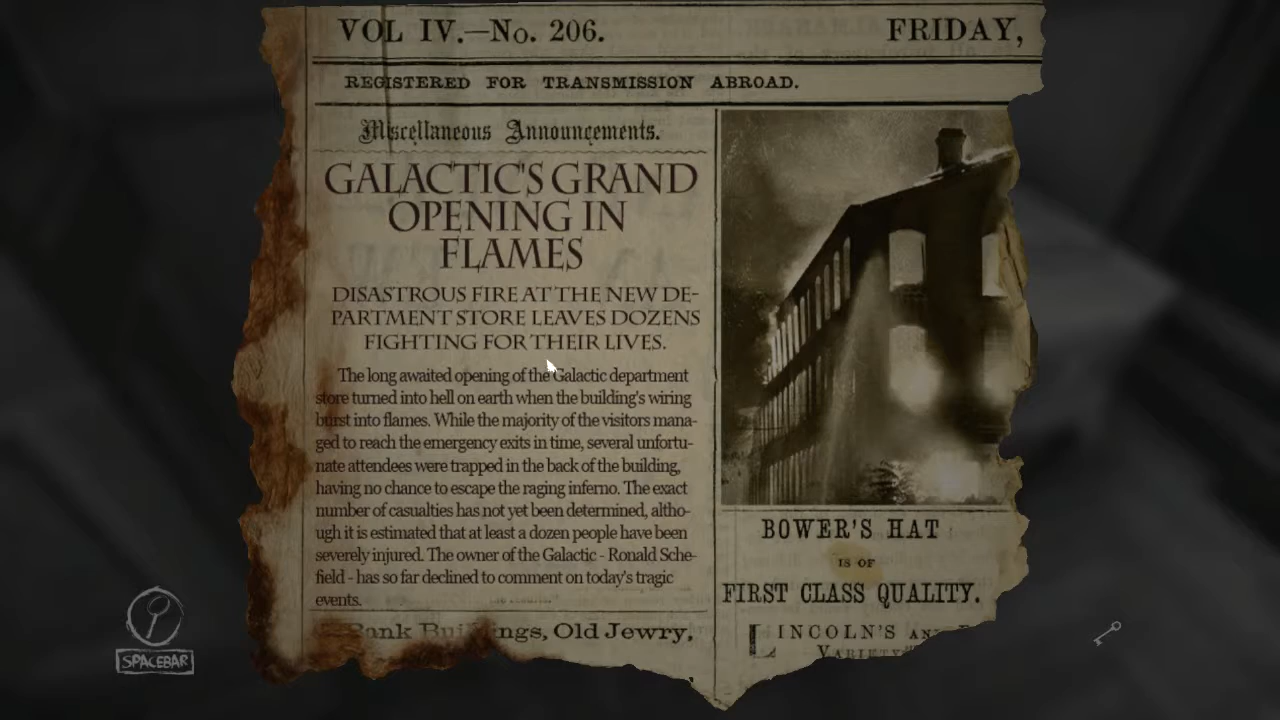 VOL IV.—No. 206.
FRIDAY,
REGISTERED FOR TRANSMISSION ABROAD.
Miscellaneous Announcements.
GALACTIC'S GRAND
OPENING IN
FLAMES
DISASTROUS FIRE AT THE NEW DE-
PARTMENT STORE LEAVES DOZENS
FIGHTING FOR THEIR LIVES.
The long awaited opening of the Galactic department
store turned into hell on earth when the building's wiring
burst into flames. While the majority of the visitors mana-
ged to reach the emergency exits in time, several unfortu-
nate attendees were trapped in the back of the building,
having no chance to escape the raging inferno. The exact
number of casualties has not yet been determined, altho-
ugh it is estimated that at least a dozen people have been
severely injured. The owner of the Galactic - Ronald Sche-
field - has so far declined to comment on today's tragic
events.
Bank Buildings, Old Jewry,
BOWER'S HAT
IS OF
FIRST CLASS QUALITY.
LINCOLN'S AND
VARIETY
SPACEBAR